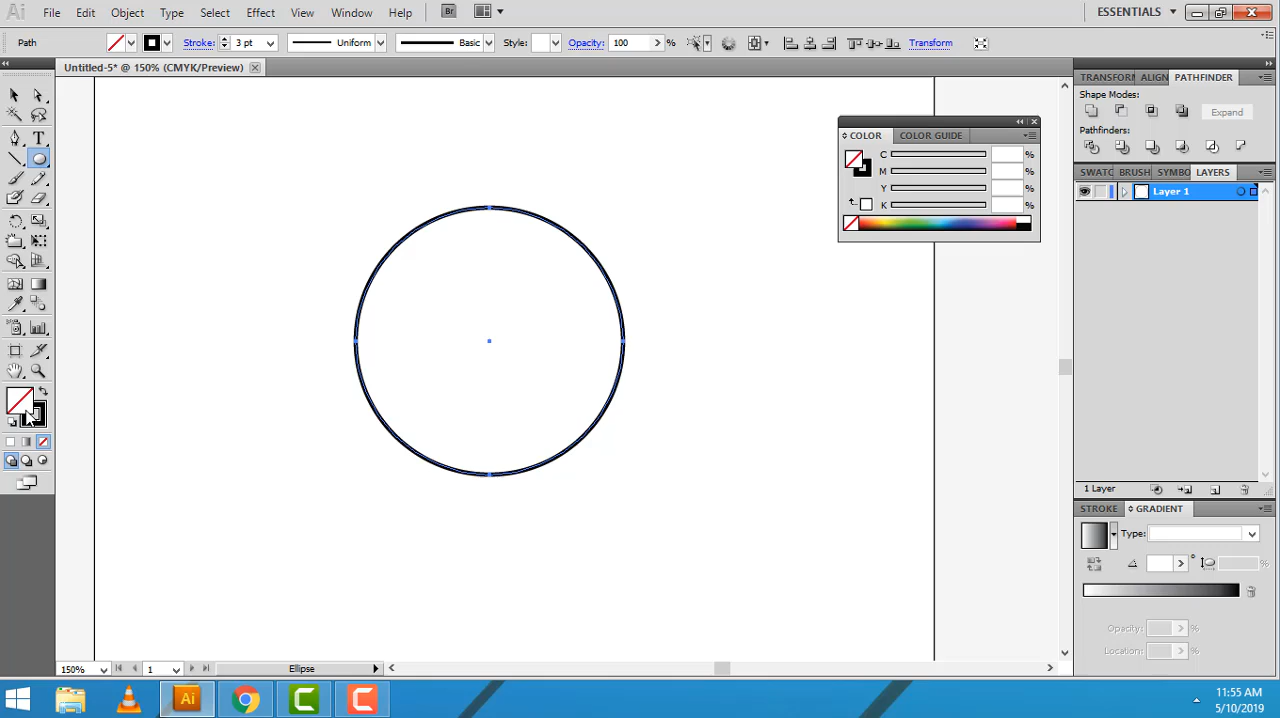 Ai File Edit Object Type Select Effect View Window Help Br ESSENTIALS
Path Stroke: 3 pt Uniform Basic Style: Opacity: 100 % Transform
Untitled-5* @ 150% (CMYK/Preview)
TRANSFORM ALIGN PATHFINDER
Shape Modes:
Expand
Pathfinders:
COLOR COLOR GUIDE
C %
M %
Y %
K %
SWATC BRUSH SYMBO LAYERS
Layer 1
1 Layer
STROKE GRADIENT
Type:
° %
Opacity: %
Location: %
150% 1 Ellipse
Ai
11:55 AM
5/10/2019